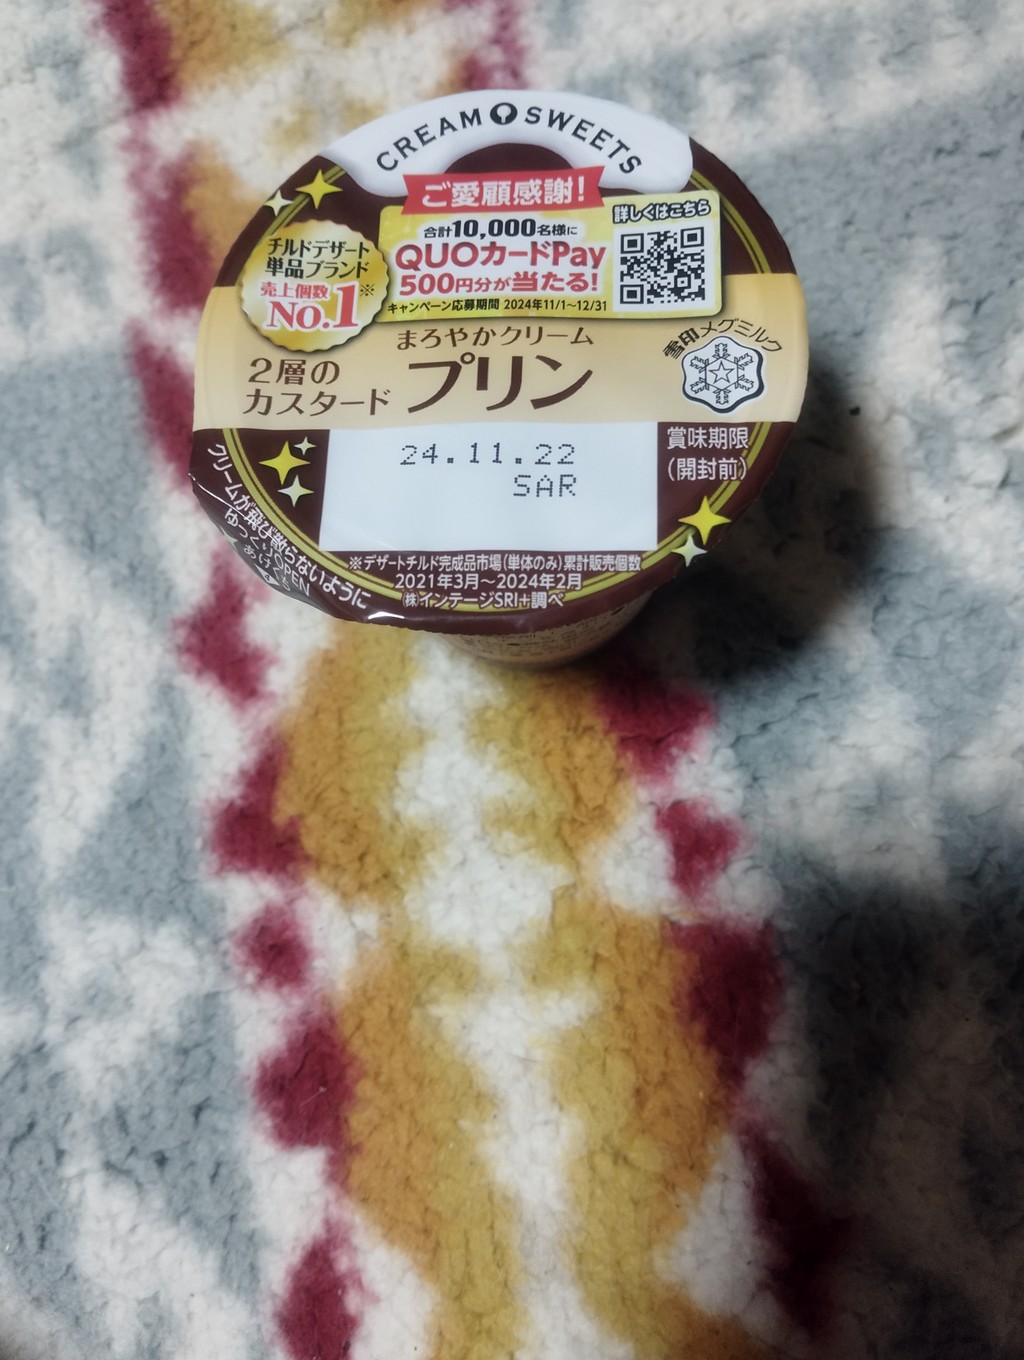 CREAM SWEETS
ご愛顧感謝!
詳しくはこちら
合計10,000名様に
QUOカードPay
500円分が当たる!
キャンペーン応募期間 2024年11/1〜12/31
チルドデザート
単品ブランド
売上個数※
No.1
まろやかクリーム
2層の
カスタード
プリン
雪印メグミルク
24.11.22
SAR
賞味期限
(開封前)
クリームが飛び散らないように
ゆっくりOPEN
※デザートチルド完成品市場(単体のみ)累計販売個数
2021年3月〜2024年2月
㈱インテージSRI+調べ